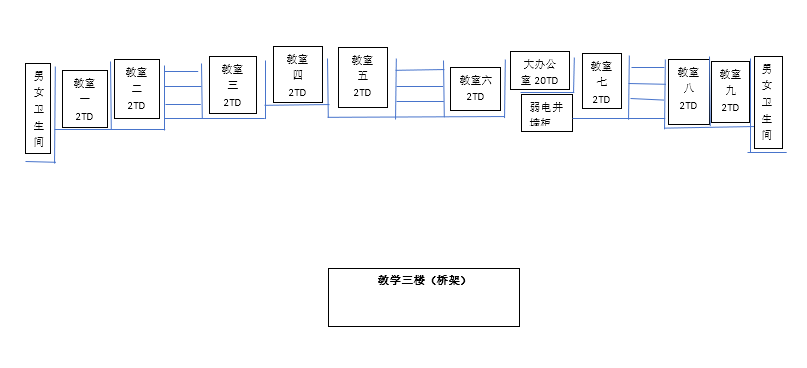 男
女
卫
生
间
教室
一
2TD
教室
二
2TD
教室
三
2TD
教室
四
2TD
教室
五
2TD
教室六
2TD
大办公
室 20TD
弱电井
墙柜
教室
七
2TD
教室
八
2TD
教室
九
2TD
男
女
卫
生
间
教学三楼（桥架）